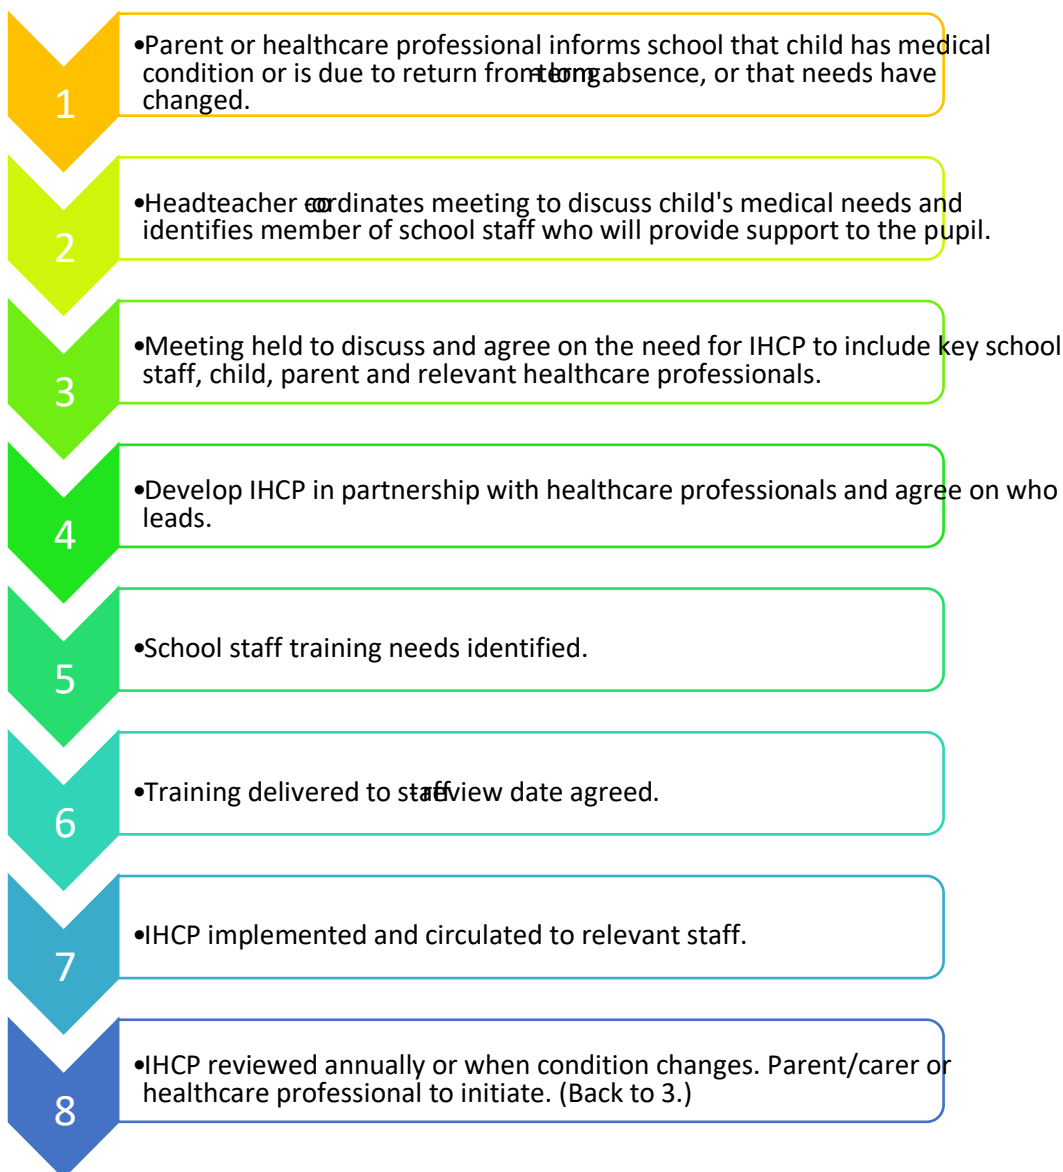 1
•Parent or healthcare professional informs school that child has medical
condition or is due to return from long-term absence, or that needs have
changed.
2
•Headteacher co-ordinates meeting to discuss child's medical needs and
identifies member of school staff who will provide support to the pupil.
3
•Meeting held to discuss and agree on the need for IHCP to include key school
staff, child, parent and relevant healthcare professionals.
4
•Develop IHCP in partnership with healthcare professionals and agree on who
leads.
5
•School staff training needs identified.
6
•Training delivered to staff - review date agreed.
7
•IHCP implemented and circulated to relevant staff.
8
•IHCP reviewed annually or when condition changes. Parent/carer or
healthcare professional to initiate. (Back to 3.)